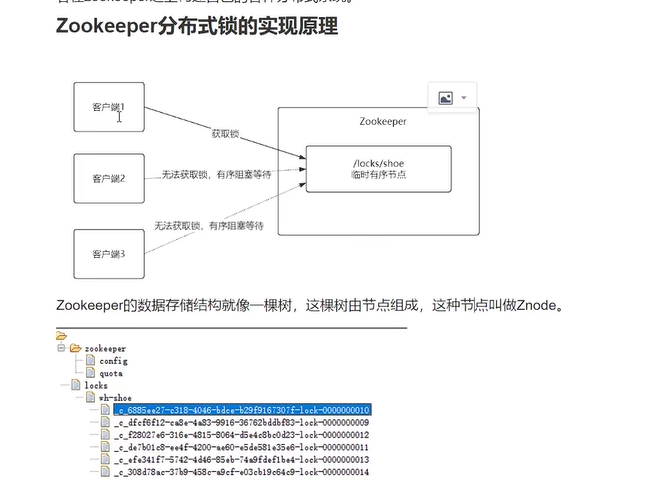 Zookeeper分布式锁的实现原理
客户端1
获取锁
Zookeeper
/locks/shoe
临时有序节点
客户端2
无法获取锁，有序阻塞等待
无法获取锁，有序阻塞等待
客户端3
Zookeeper的数据存储结构就像一棵树，这棵树由节点组成，这种节点叫做Znode。
zookeeper
config
quota
locks
wh-shoe
_c_6885ee27-c318-4046-bdce-b29f9167307f-lock-0000000010
_c_dfcf6f12-ca8e-4a83-9916-36762bddbf83-lock-0000000009
_c_f28027e6-316e-4815-8064-d5e4c8bc0d23-lock-0000000012
_c_de7b01c8-ee4f-4200-ae60-e5de581e35e6-lock-0000000011
_c_efe341f7-5742-4d46-85eb-74a9fdef1be4-lock-0000000013
_c_308d78ac-37b9-458c-a9cf-e03cb19c64c9-lock-0000000014